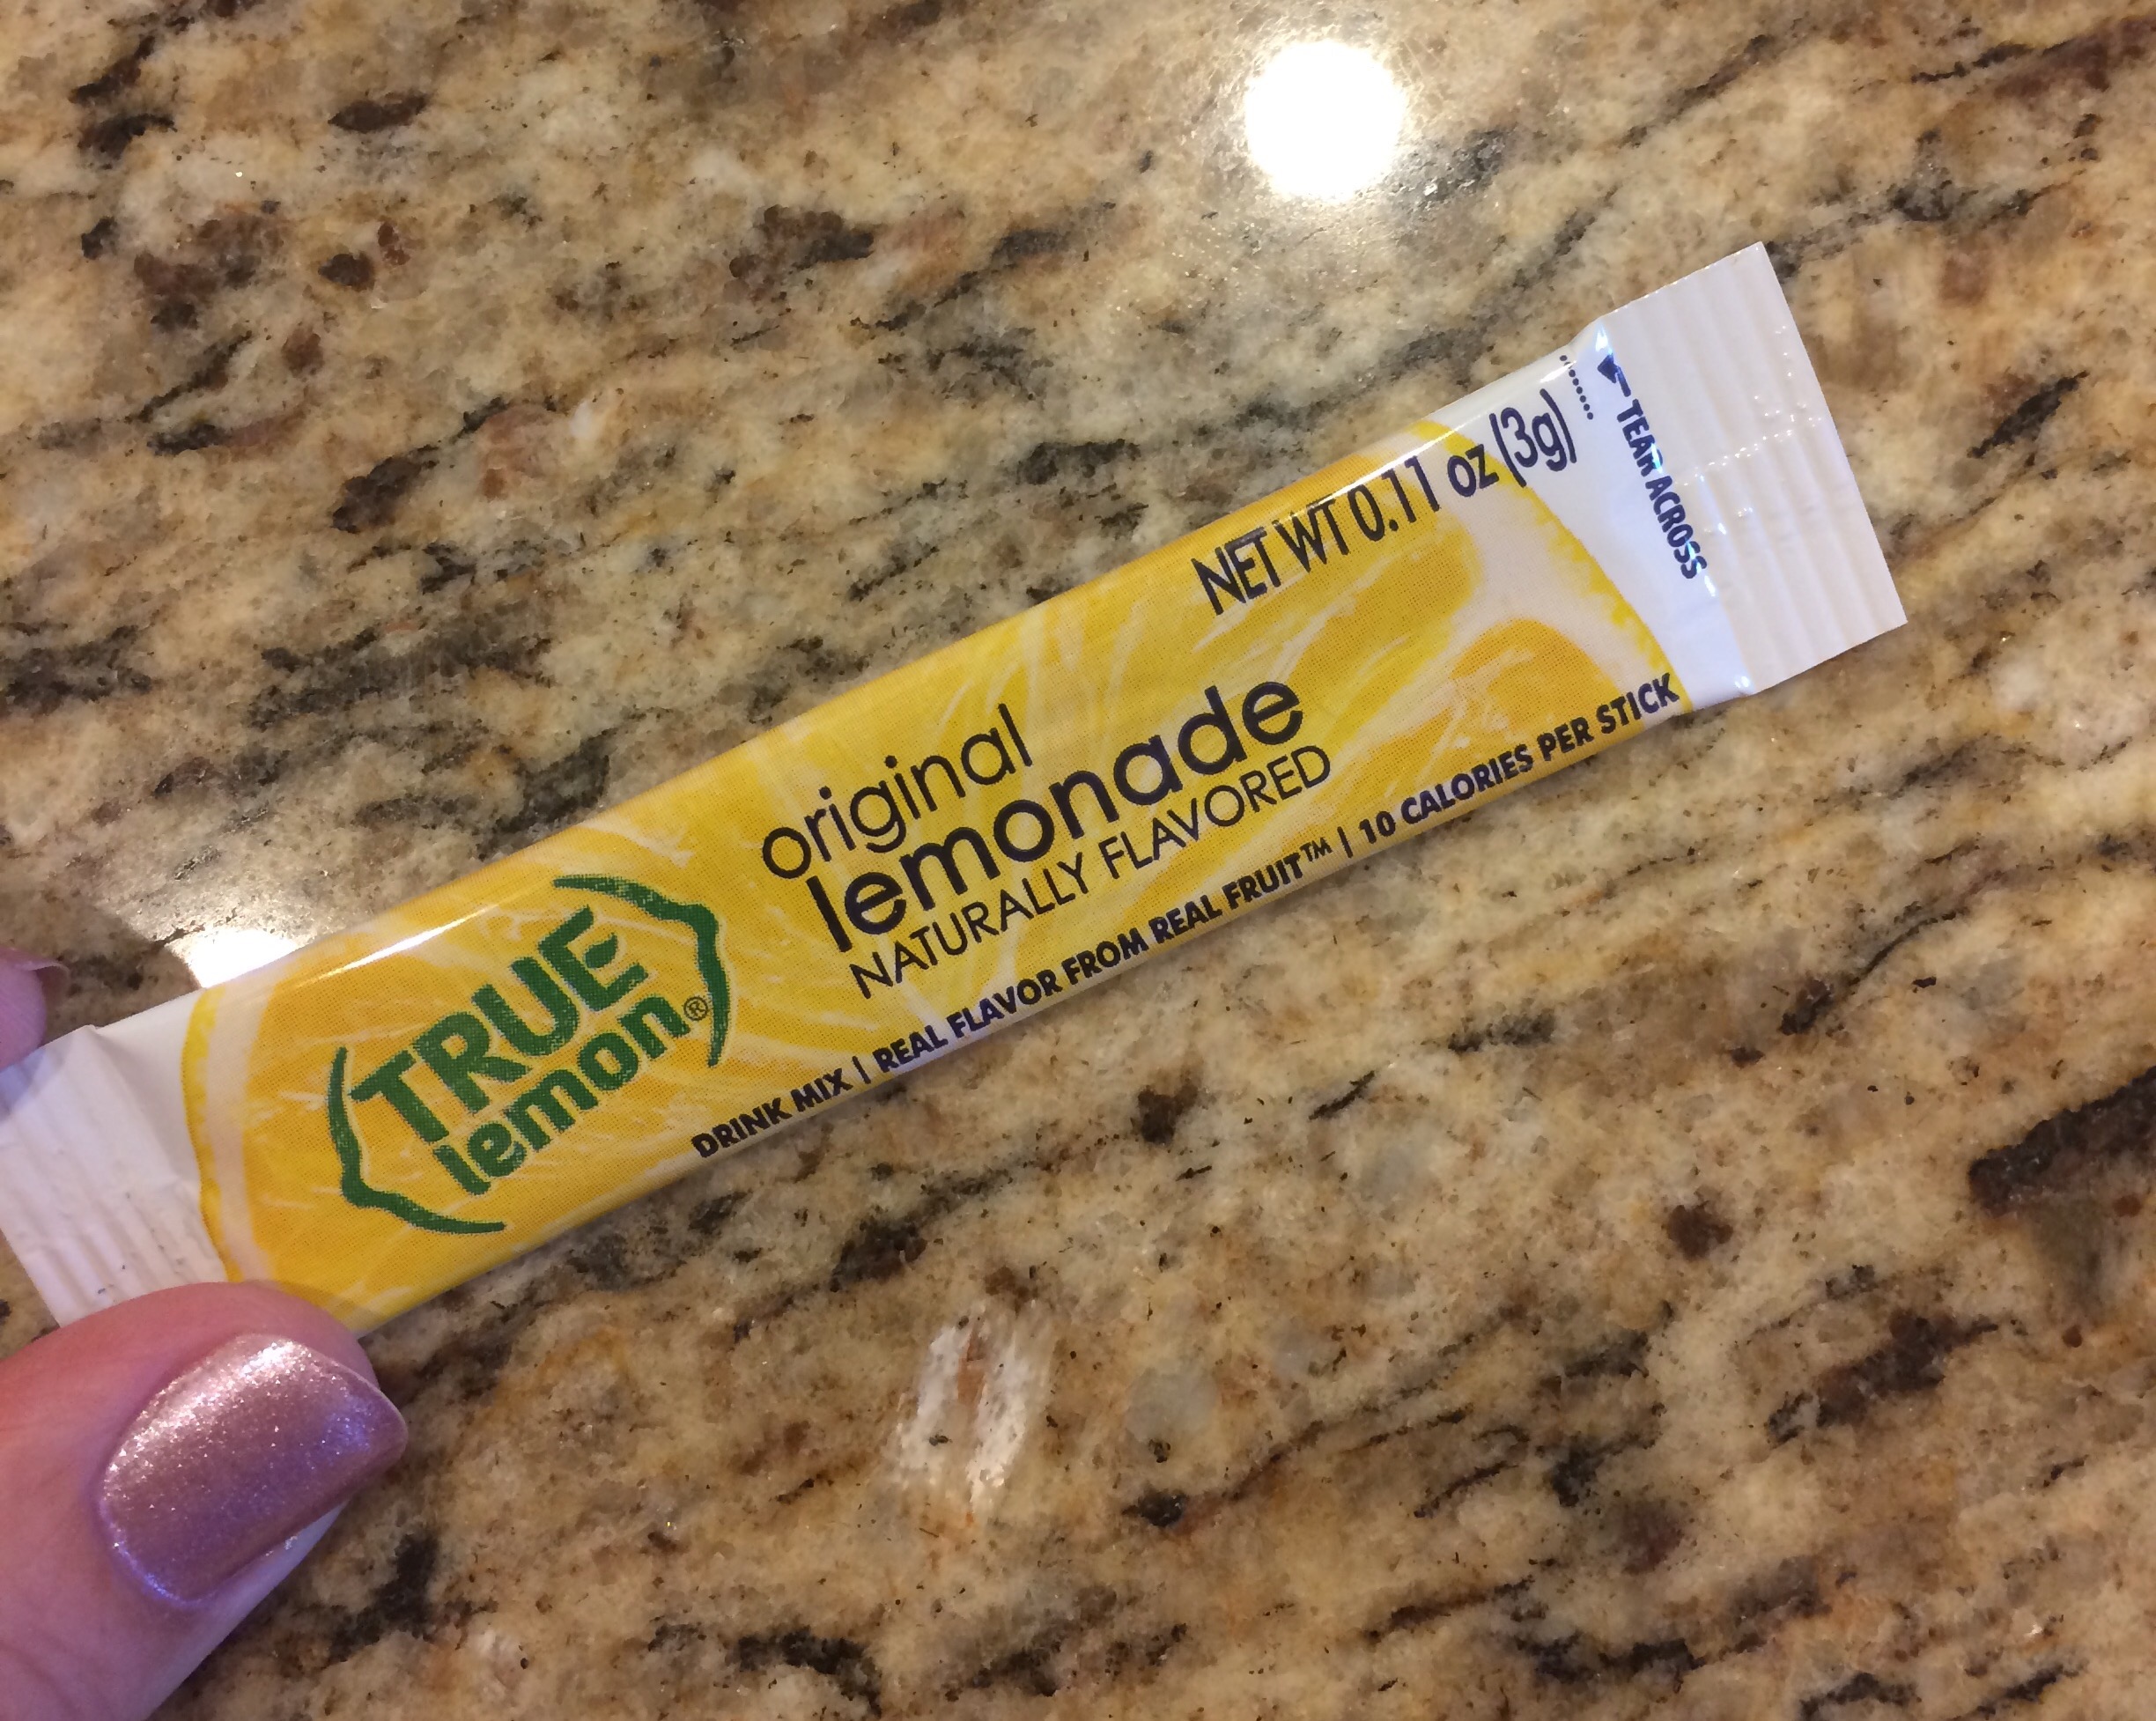 TRUE
lemon®
original
lemonade
NATURALLY FLAVORED
NET WT 0.11 oz (3g)
DRINK MIX | REAL FLAVOR FROM REAL FRUIT™ | 10 CALORIES PER STICK
TEAR ACROSS